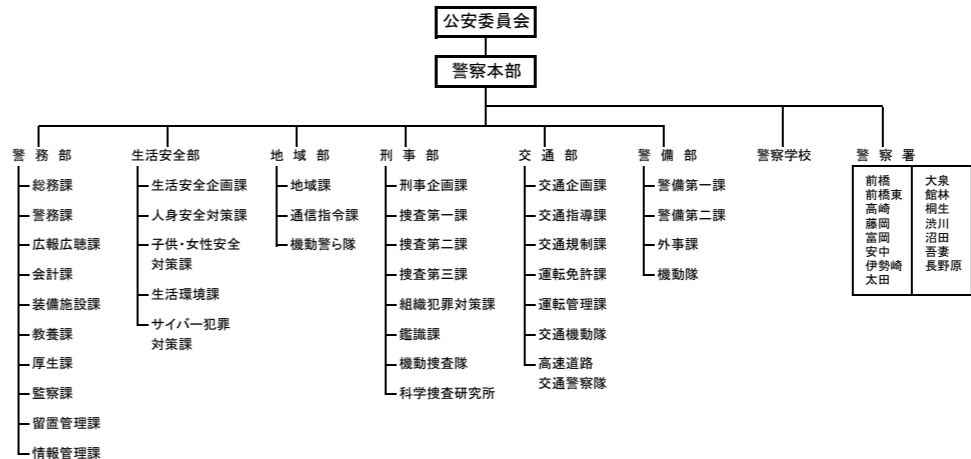 公安委員会
警察本部
警務部
総務課
警務課
広報広聴課
会計課
装備施設課
教養課
厚生課
監察課
留置管理課
情報管理課
生活安全部
生活安全企画課
人身安全対策課
子供・女性安全
対策課
生活環境課
サイバー犯罪
対策課
地域部
地域課
通信指令課
機動警ら隊
刑事部
刑事企画課
捜査第一課
捜査第二課
捜査第三課
組織犯罪対策課
鑑識課
機動捜査隊
科学捜査研究所
交通部
交通企画課
交通指導課
交通規制課
運転免許課
運転管理課
交通機動隊
高速道路
交通警察隊
警備部
警備第一課
警備第二課
外事課
機動隊
警察学校
警察署
前橋
前橋東
高崎
藤岡
富岡
安中
伊勢崎
太田
大泉
館林
桐生
渋川
沼田
吾妻
長野原